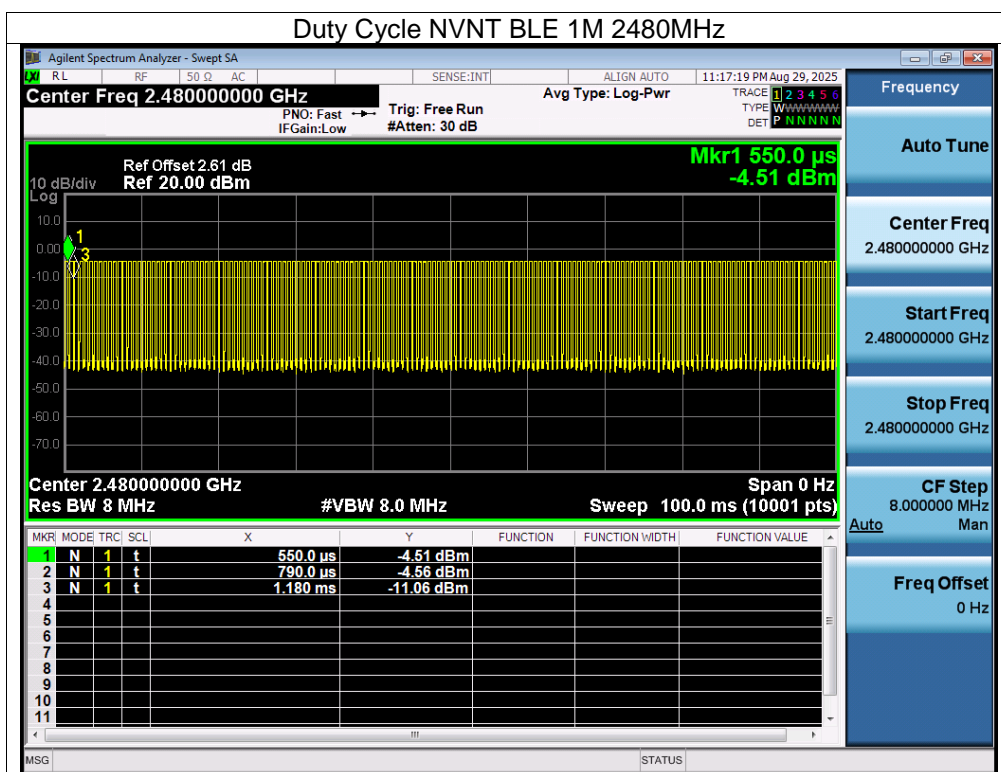 Duty Cycle NVNT BLE 1M 2480MHz
Agilent Spectrum Analyzer - Swept SA
LXI RL RF 50 Ω AC SENSE:INT ALIGN AUTO 11:17:19 PM Aug 29, 2025
Center Freq 2.480000000 GHz Avg Type: Log-Pwr TRACE 1 2 3 4 5 6
PNO: Fast Trig: Free Run TYPE WWWWWWW
IFGain:Low #Atten: 30 dB DET P N N N N N
Mkr1 550.0 µs
-4.51 dBm
Ref Offset 2.61 dB
10 dB/div Ref 20.00 dBm
Log
10.0
0.00
-10.0
-20.0
-30.0
-40.0
-50.0
-60.0
-70.0
1
3
Center 2.480000000 GHz Span 0 Hz
Res BW 8 MHz #VBW 8.0 MHz Sweep 100.0 ms (10001 pts)
MKR MODE TRC SCL X Y FUNCTION FUNCTION WIDTH FUNCTION VALUE
1 N 1 t 550.0 µs -4.51 dBm
2 N 1 t 790.0 µs -4.56 dBm
3 N 1 t 1.180 ms -11.06 dBm
4
5
6
7
8
9
10
11
MSG STATUS
Frequency
Auto Tune
Center Freq
2.480000000 GHz
Start Freq
2.480000000 GHz
Stop Freq
2.480000000 GHz
CF Step
8.000000 MHz
Auto Man
Freq Offset
0 Hz